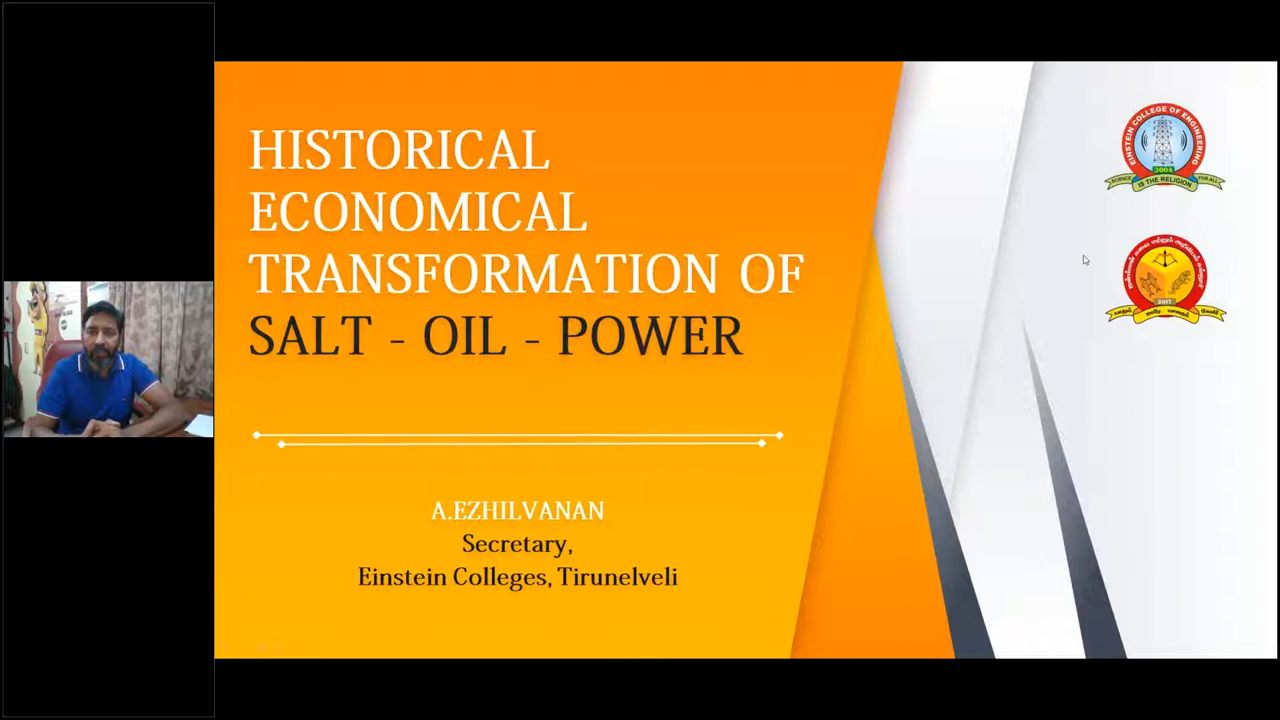 HISTORICAL
ECONOMICAL
TRANSFORMATION OF
SALT - OIL - POWER
A.EZHILVANAN
Secretary,
Einstein Colleges, Tirunelveli
EINSTEIN COLLEGE OF ENGINEERING
2004
SCIENCE IS THE RELIGION FOR ALL
2017